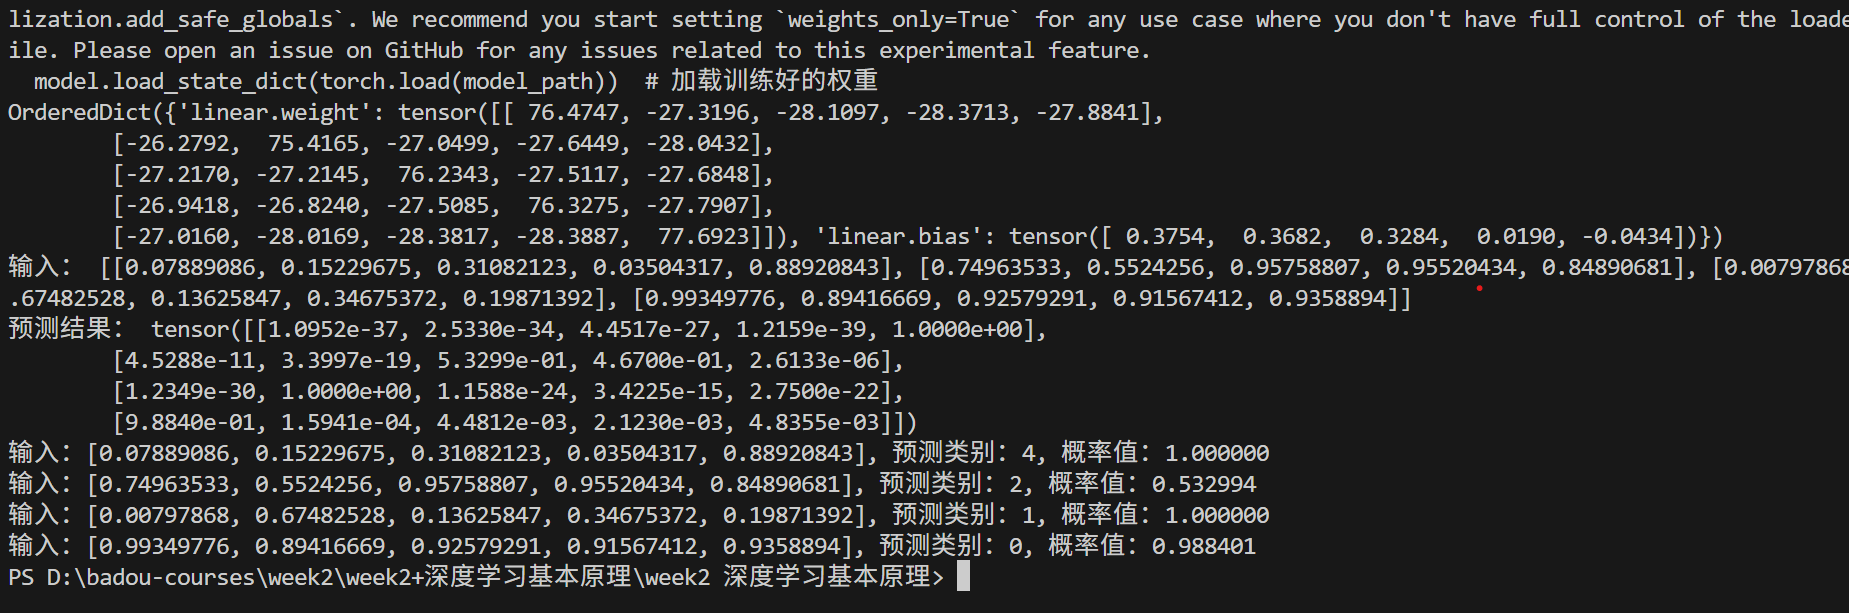 lization.add_safe_globals`. We recommend you start setting `weights_only=True` for any use case where you don't have full control of the loade
ile. Please open an issue on GitHub for any issues related to this experimental feature.
  model.load_state_dict(torch.load(model_path))  # 加载训练好的权重
OrderedDict({'linear.weight': tensor([[ 76.4747, -27.3196, -28.1097, -28.3713, -27.8841],
        [-26.2792,  75.4165, -27.0499, -27.6449, -28.0432],
        [-27.2170, -27.2145,  76.2343, -27.5117, -27.6848],
        [-26.9418, -26.8240, -27.5085,  76.3275, -27.7907],
        [-27.0160, -28.0169, -28.3817, -28.3887,  77.6923]]), 'linear.bias': tensor([ 0.3754,  0.3682,  0.3284,  0.0190, -0.0434])})
输入： [[0.07889086, 0.15229675, 0.31082123, 0.03504317, 0.88920843], [0.74963533, 0.5524256, 0.95758807, 0.95520434, 0.84890681], [0.00797868
.67482528, 0.13625847, 0.34675372, 0.19871392], [0.99349776, 0.89416669, 0.92579291, 0.91567412, 0.9358894]]
预测结果： tensor([[1.0952e-37, 2.5330e-34, 4.4517e-27, 1.2159e-39, 1.0000e+00],
        [4.5288e-11, 3.3997e-19, 5.3299e-01, 4.6700e-01, 2.6133e-06],
        [1.2349e-30, 1.0000e+00, 1.1588e-24, 3.4225e-15, 2.7500e-22],
        [9.8840e-01, 1.5941e-04, 4.4812e-03, 2.1230e-03, 4.8355e-03]])
输入：[0.07889086, 0.15229675, 0.31082123, 0.03504317, 0.88920843], 预测类别：4, 概率值：1.000000
输入：[0.74963533, 0.5524256, 0.95758807, 0.95520434, 0.84890681], 预测类别：2, 概率值：0.532994
输入：[0.00797868, 0.67482528, 0.13625847, 0.34675372, 0.19871392], 预测类别：1, 概率值：1.000000
输入：[0.99349776, 0.89416669, 0.92579291, 0.91567412, 0.9358894], 预测类别：0, 概率值：0.988401
PS D:\badou-courses\week2\week2+深度学习基本原理\week2 深度学习基本原理>